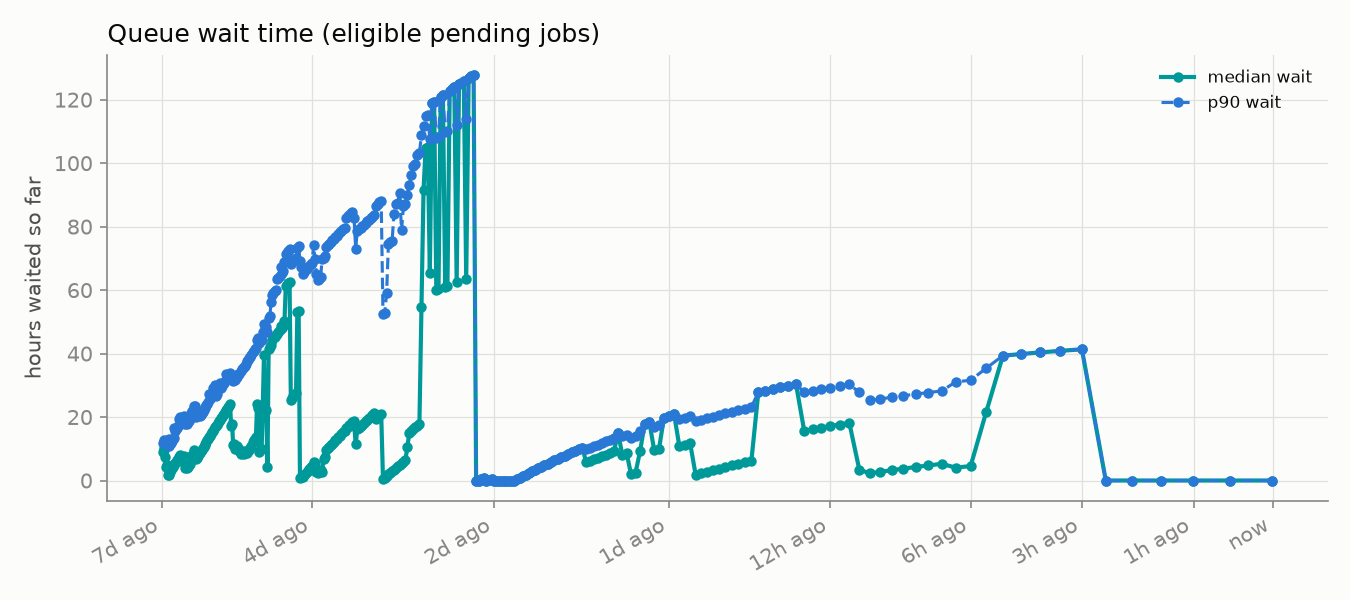 Queue wait time (eligible pending jobs)
median wait
p90 wait
hours waited so far
120
100
80
60
40
20
0
7d ago
4d ago
2d ago
1d ago
12h ago
6h ago
3h ago
1h ago
now